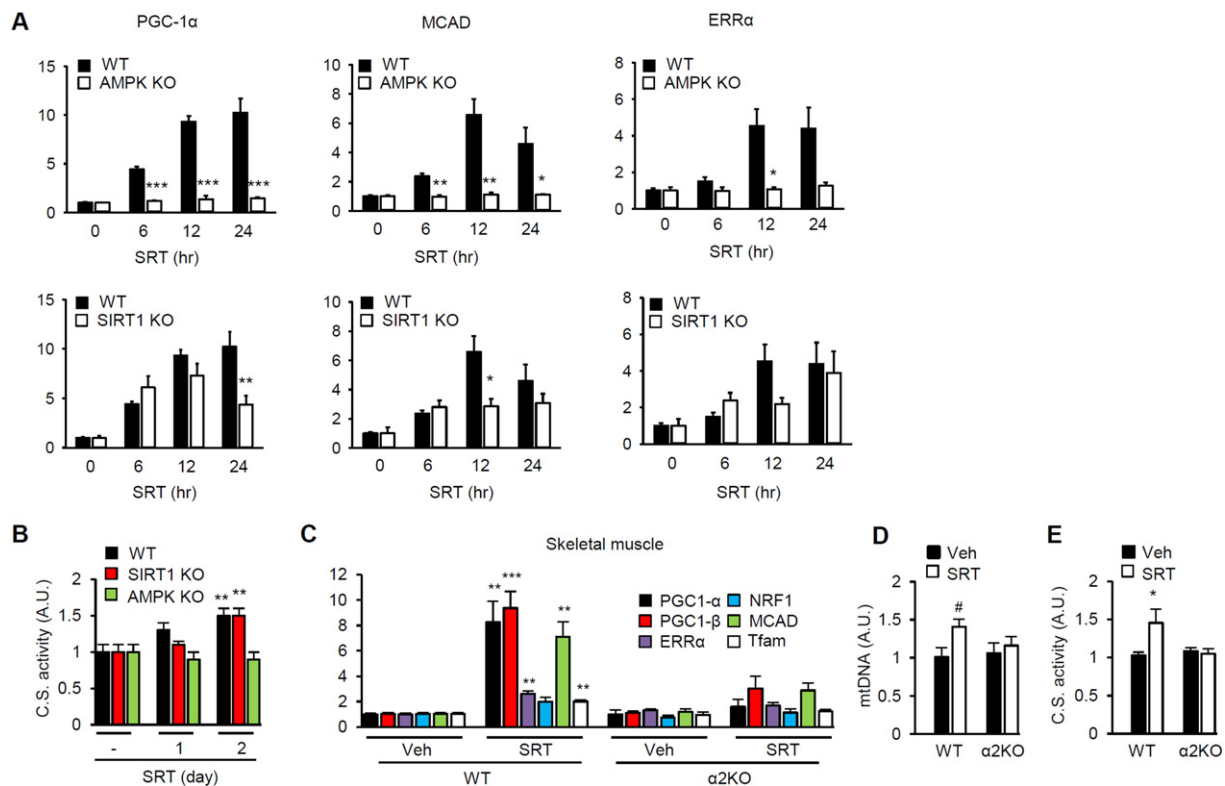 A
PGC-1α
MCAD
ERRα
WT
AMPK KO
15
10
5
0
***
***
***
0 6 12 24
SRT (hr)
WT
AMPK KO
10
8
6
4
2
0
**
**
*
0 6 12 24
SRT (hr)
WT
AMPK KO
8
6
4
2
0
*
0 6 12 24
SRT (hr)
WT
SIRT1 KO
15
10
5
0
**
0 6 12 24
SRT (hr)
WT
SIRT1 KO
10
8
6
4
2
0
*
0 6 12 24
SRT (hr)
WT
SIRT1 KO
8
6
4
2
0
0 6 12 24
SRT (hr)
B
WT
SIRT1 KO
AMPK KO
C.S. activity (A.U.)
2
1.5
1
0.5
0
** **
- 1 2
SRT (day)
C
Skeletal muscle
12
10
8
6
4
2
0
** *** ** ** **
PGC1-α NRF1
PGC1-β MCAD
ERRα Tfam
**
Veh SRT Veh SRT
WT α2KO
D
Veh
SRT
mtDNA (A.U.)
2
1.5
1
0.5
0
#
WT α2KO
E
Veh
SRT
C.S. activity (A.U.)
2
1.5
1
0.5
0
*
WT α2KO